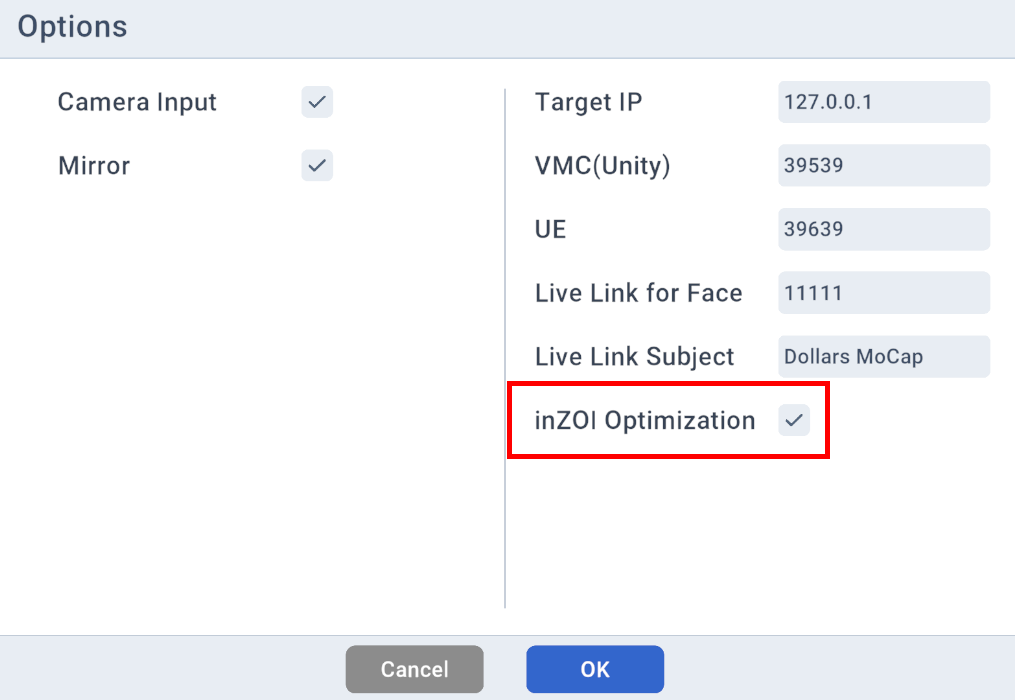 Options
Camera Input
Mirror
Target IP 127.0.0.1
VMC(Unity) 39539
UE 39639
Live Link for Face 11111
Live Link Subject Dollars MoCap
inZOI Optimization
Cancel OK